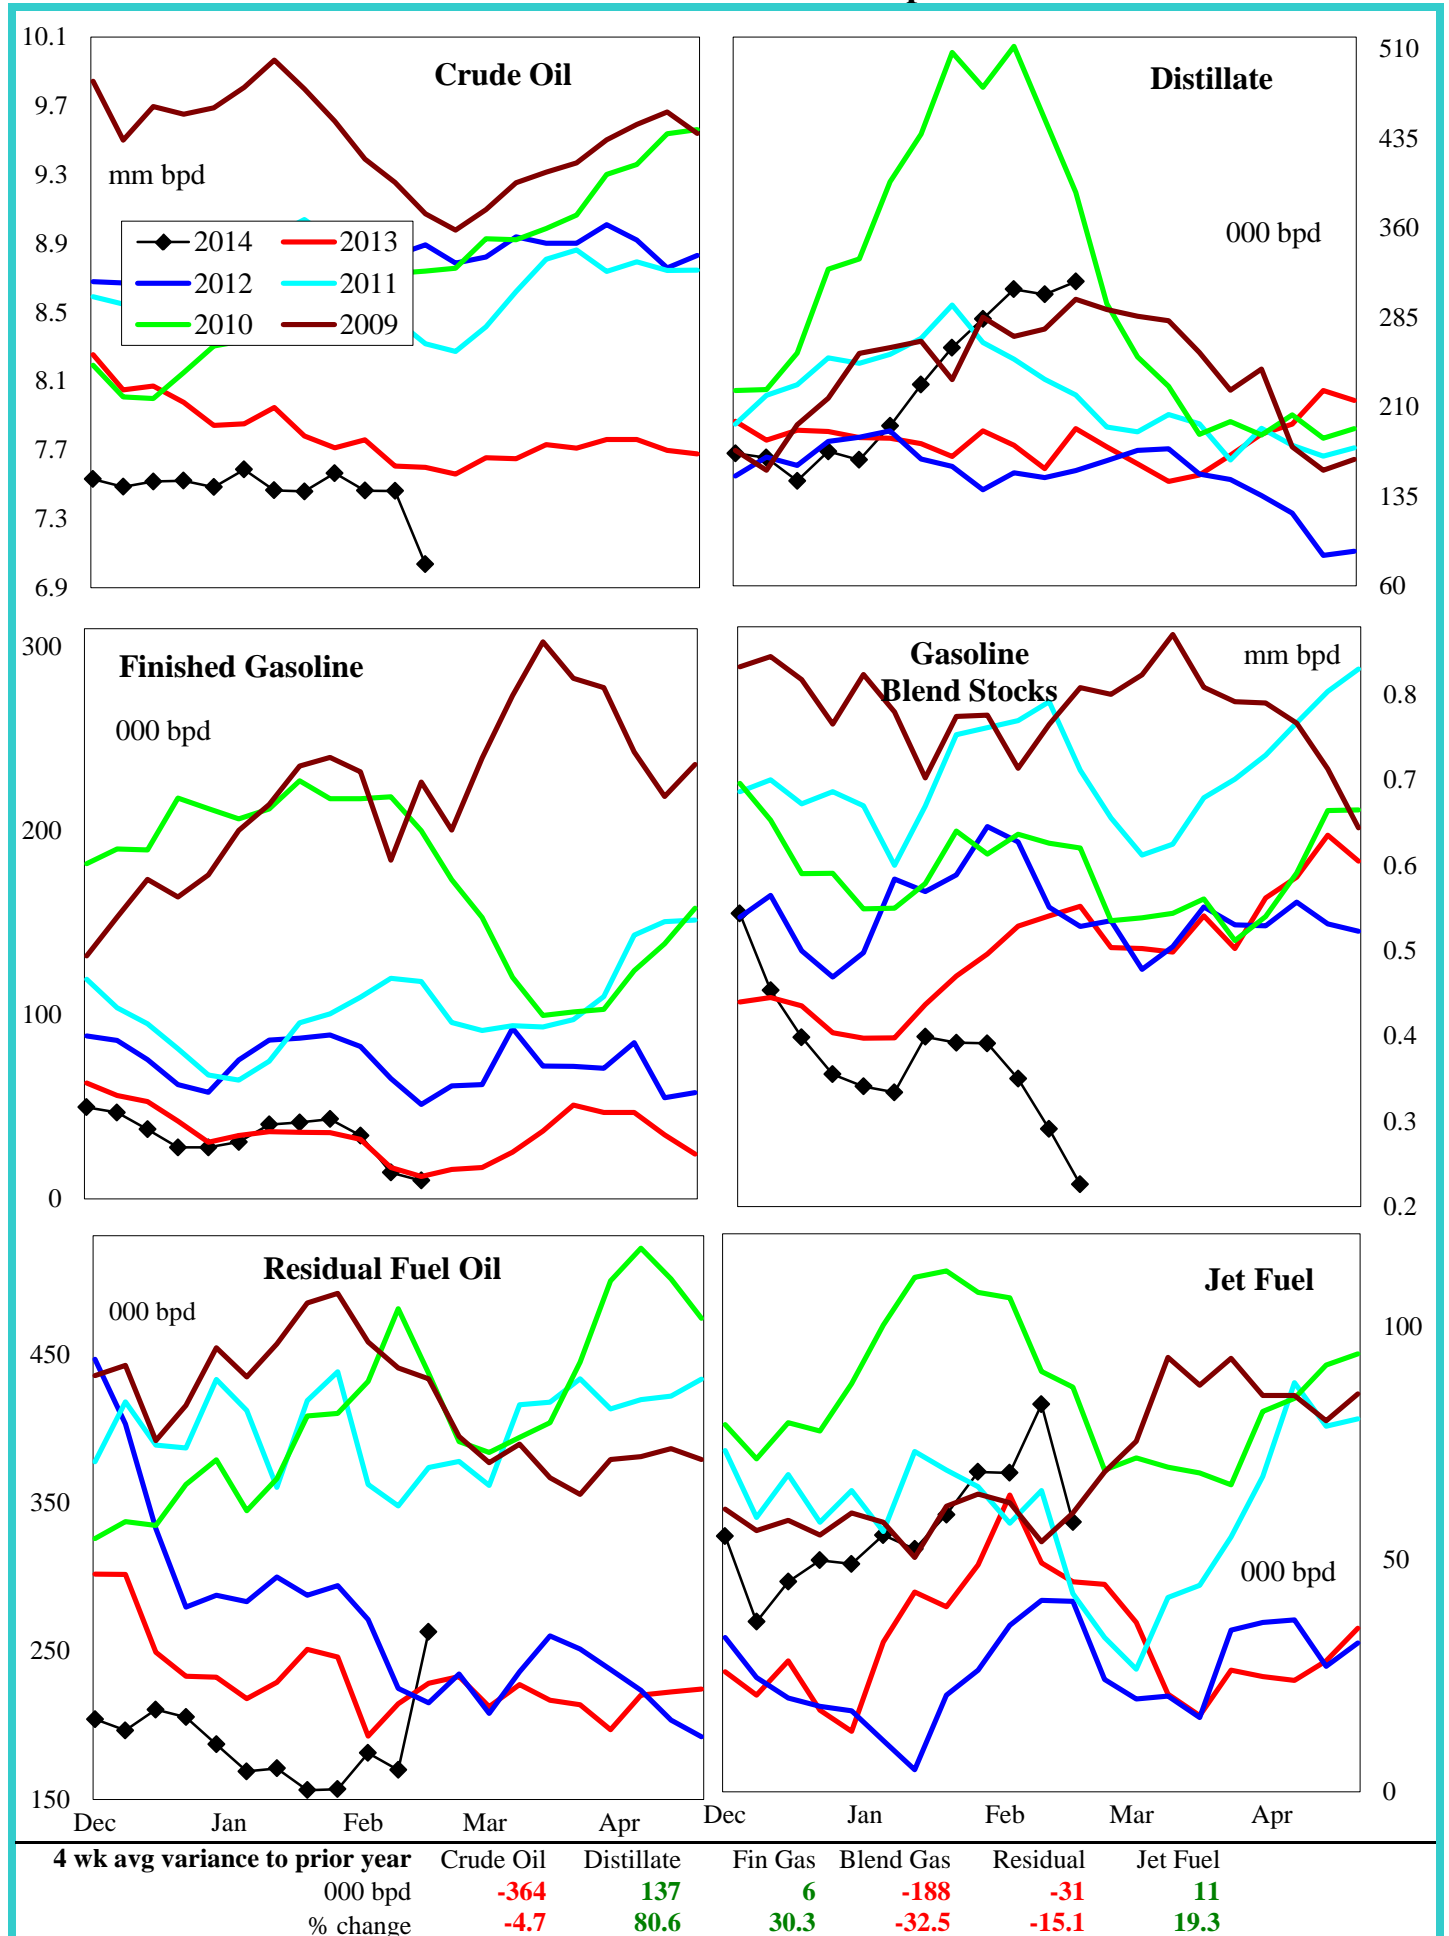 Crude Oil
mm bpd
10.1
9.7
9.3
8.9
8.5
8.1
7.7
7.3
6.9
2014 2013
2012 2011
2010 2009
Distillate
000 bpd
510
435
360
285
210
135
60
Finished Gasoline
000 bpd
300
200
100
0
Gasoline
Blend Stocks
mm bpd
0.8
0.7
0.6
0.5
0.4
0.3
0.2
Residual Fuel Oil
000 bpd
450
350
250
150
Dec Jan Feb Mar Apr
Jet Fuel
000 bpd
100
50
0
Dec Jan Feb Mar Apr
4 wk avg variance to prior year Crude Oil Distillate Fin Gas Blend Gas Residual Jet Fuel
000 bpd -364 137 6 -188 -31 11
% change -4.7 80.6 30.3 -32.5 -15.1 19.3